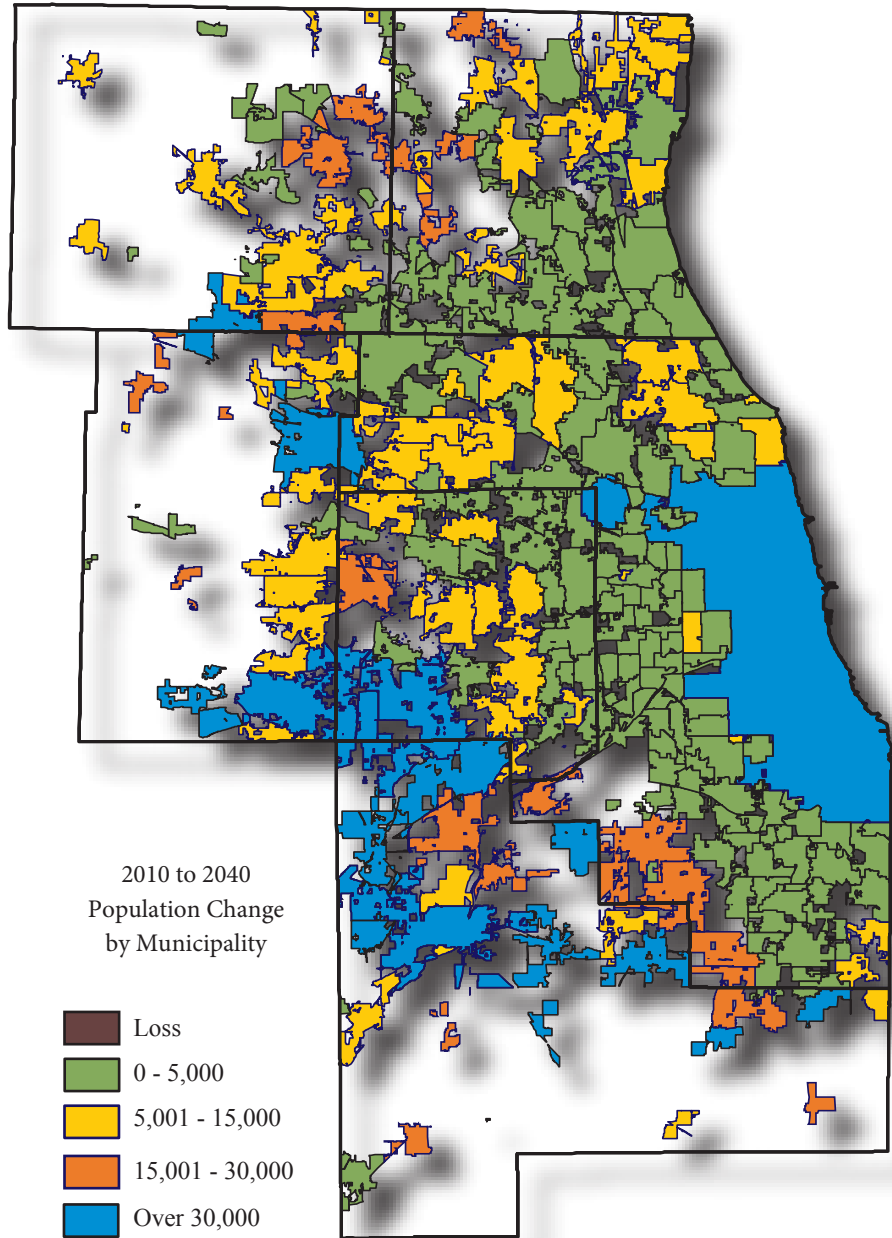 2010 to 2040
Population Change
by Municipality
Loss
0 - 5,000
5,001 - 15,000
15,001 - 30,000
Over 30,000